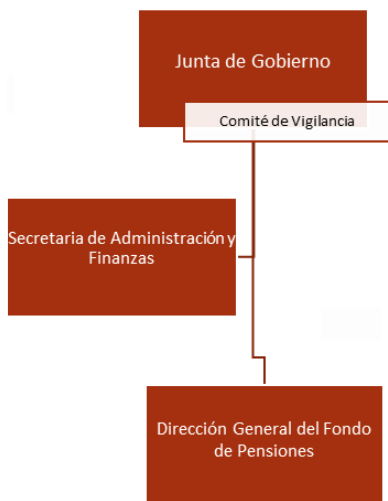 Junta de Gobierno
Comité de Vigilancia
Secretaria de Administración y
Finanzas
Dirección General del Fondo
de Pensiones